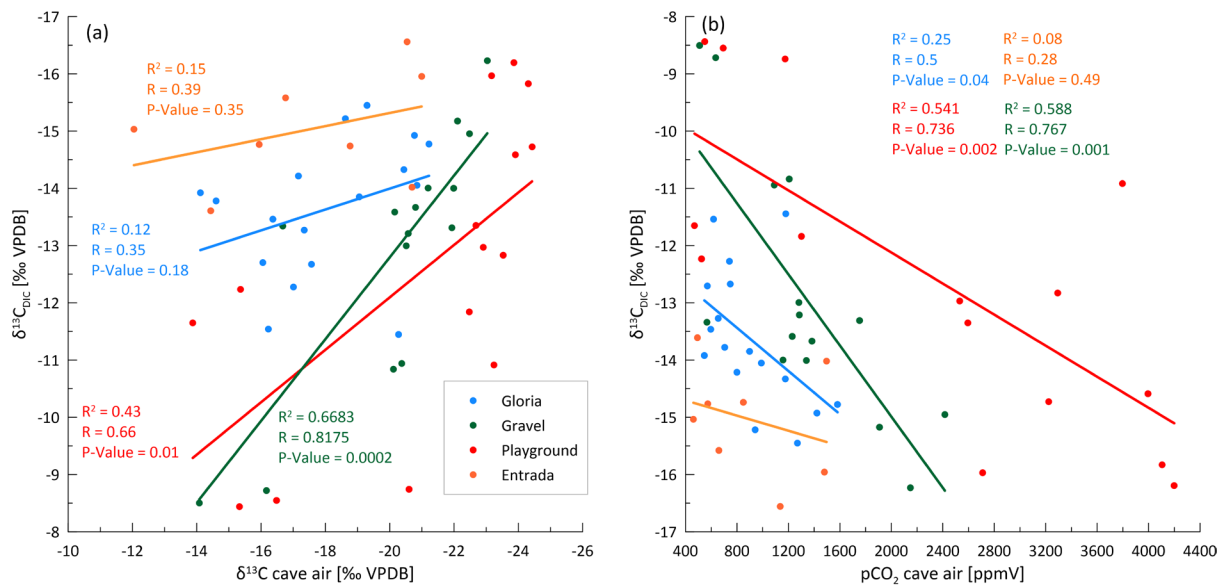 (a)
-17
-16
-15
-14
-13
-12
-11
-10
-9
-8
δ¹³C_DIC [‰ VPDB]
R² = 0.15
R = 0.39
P-Value = 0.35
R² = 0.12
R = 0.35
P-Value = 0.18
R² = 0.43
R = 0.66
P-Value = 0.01
R² = 0.6683
R = 0.8175
P-Value = 0.0002
Gloria
Gravel
Playground
Entrada
-10 -12 -14 -16 -18 -20 -22 -24 -26
δ¹³C cave air [‰ VPDB]
(b)
-8
-9
-10
-11
-12
-13
-14
-15
-16
-17
δ¹³C_DIC [‰ VPDB]
R² = 0.25
R = 0.5
P-Value = 0.04
R² = 0.08
R = 0.28
P-Value = 0.49
R² = 0.541
R = 0.736
P-Value = 0.002
R² = 0.588
R = 0.767
P-Value = 0.001
400 800 1200 1600 2000 2400 2800 3200 3600 4000 4400
pCO₂ cave air [ppmV]